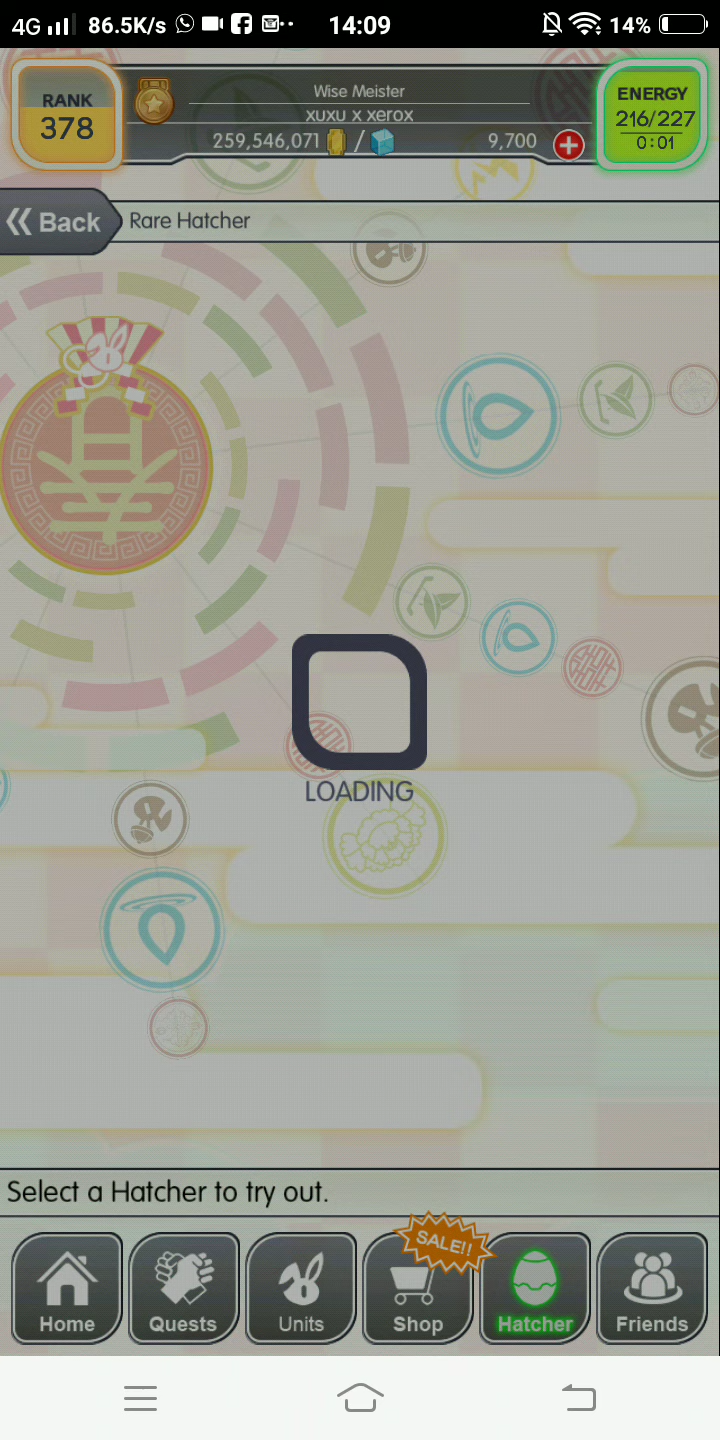 4G 86.5K/s 14:09 14%
RANK
378
Wise Meister
xuxu x xerox
259,546,071 / 9,700
ENERGY
216/227
0:01
Back
Rare Hatcher
LOADING
Select a Hatcher to try out.
SALE!!
Home Quests Units Shop Hatcher Friends